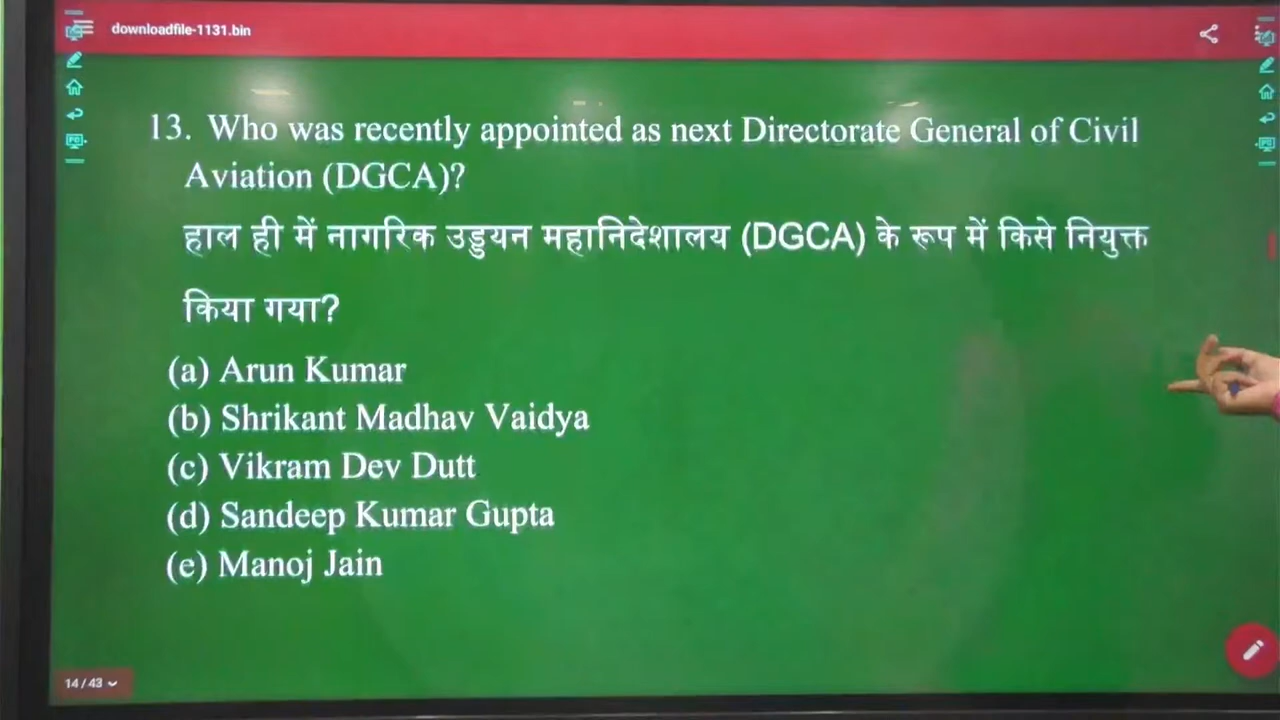 downloadfile-1131.bin
13. Who was recently appointed as next Directorate General of Civil
Aviation (DGCA)?
हाल ही में नागरिक उड्डयन महानिदेशालय (DGCA) के रूप में किसे नियुक्त
किया गया?
(a) Arun Kumar
(b) Shrikant Madhav Vaidya
(c) Vikram Dev Dutt
(d) Sandeep Kumar Gupta
(e) Manoj Jain
14 / 43